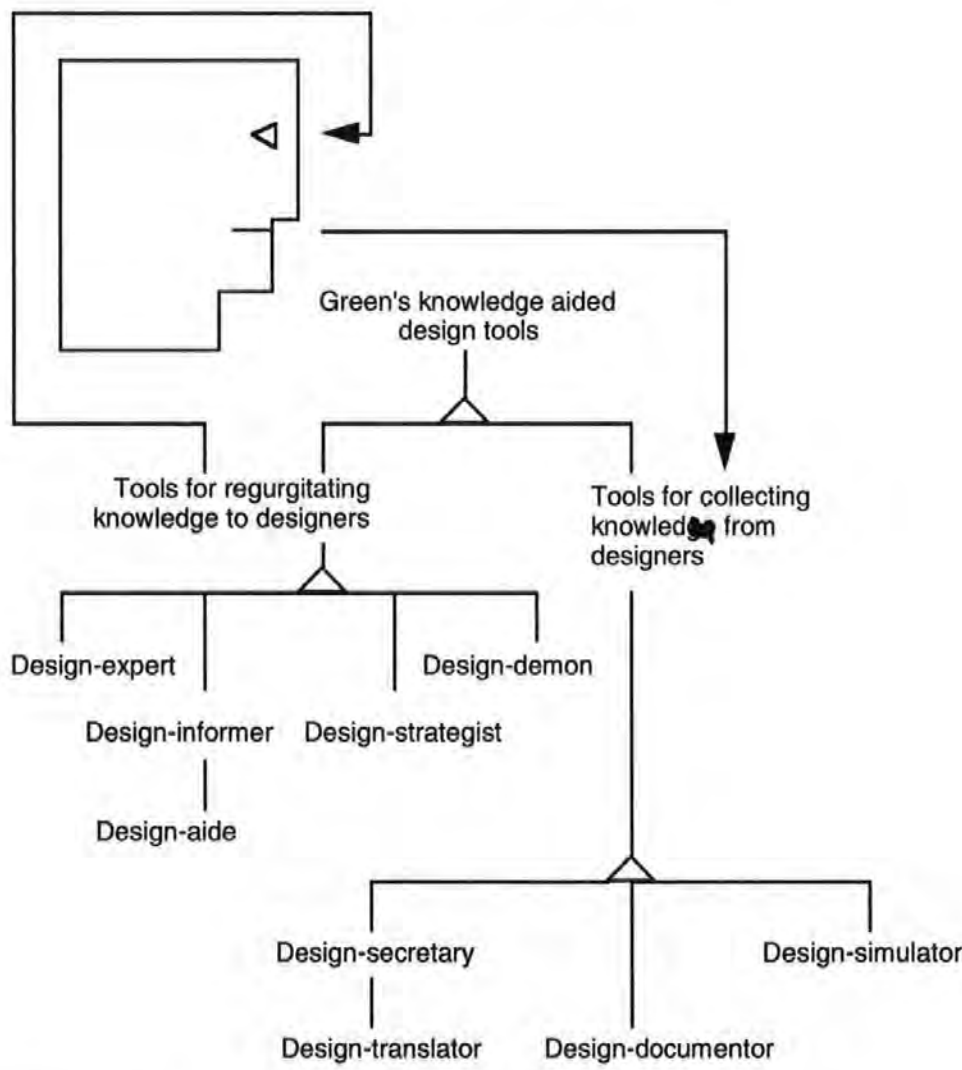 Green's knowledge aided
design tools
Tools for regurgitating
knowledge to designers
Tools for collecting
knowledge from
designers
Design-expert
Design-demon
Design-informer
Design-strategist
Design-aide
Design-secretary
Design-simulator
Design-translator
Design-documentor